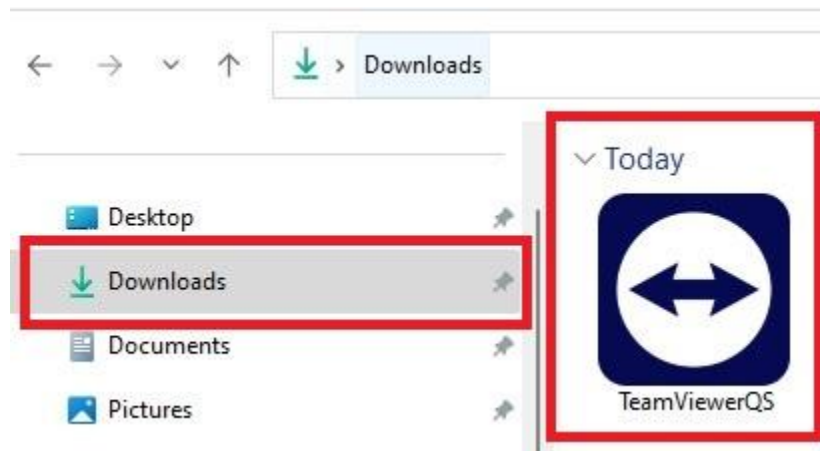 Downloads
Today
Desktop
Downloads
Documents
Pictures
TeamViewerQS